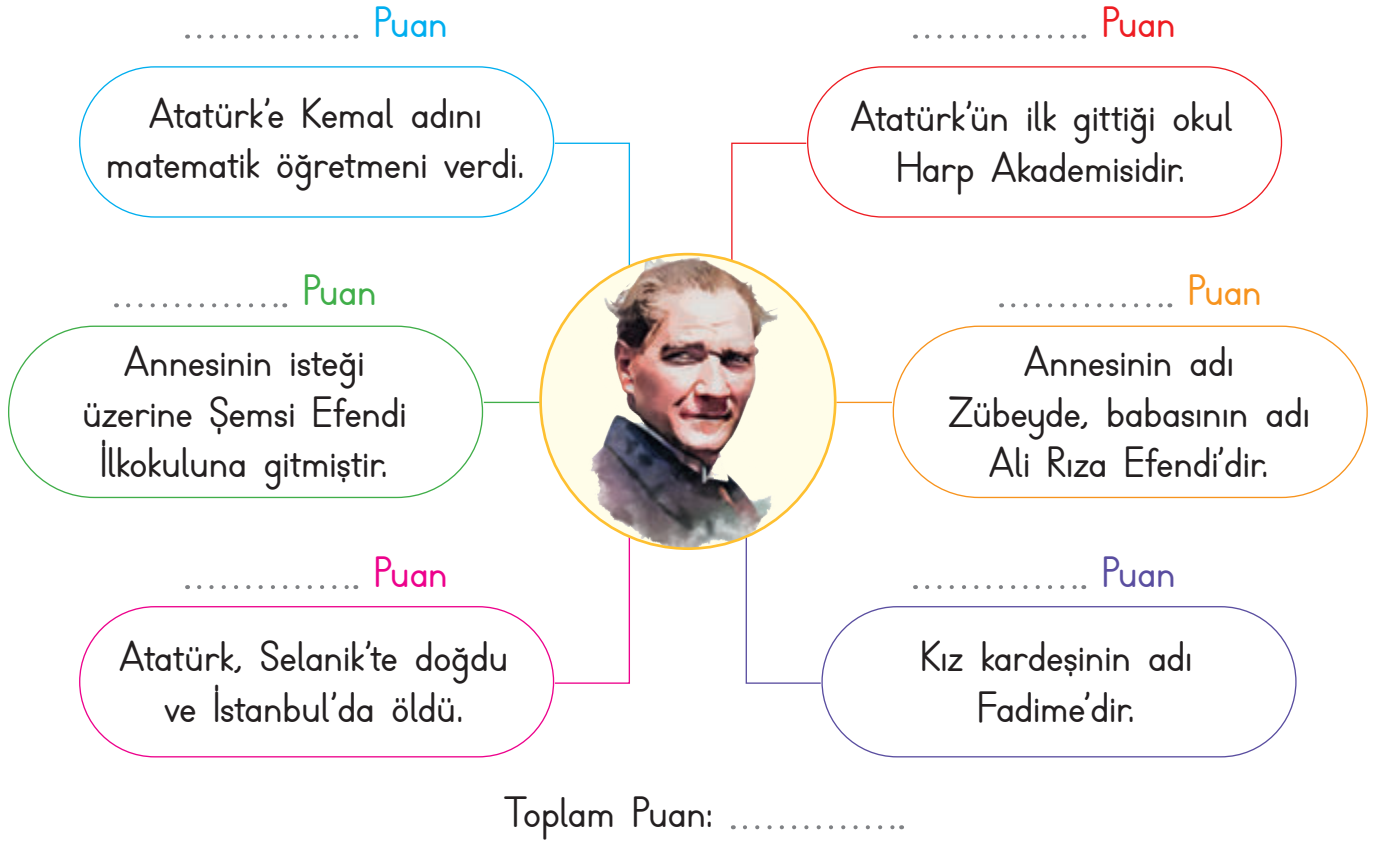 .............. Puan
Atatürk'e Kemal adını
matematik öğretmeni verdi.
.............. Puan
Atatürk'ün ilk gittiği okul
Harp Akademisidir.
.............. Puan
Annesinin isteği
üzerine Şemsi Efendi
İlkokuluna gitmiştir.
.............. Puan
Annesinin adı
Zübeyde, babasının adı
Ali Rıza Efendi'dir.
.............. Puan
Atatürk, Selanik'te doğdu
ve İstanbul'da öldü.
.............. Puan
Kız kardeşinin adı
Fadime'dir.
Toplam Puan: ..............